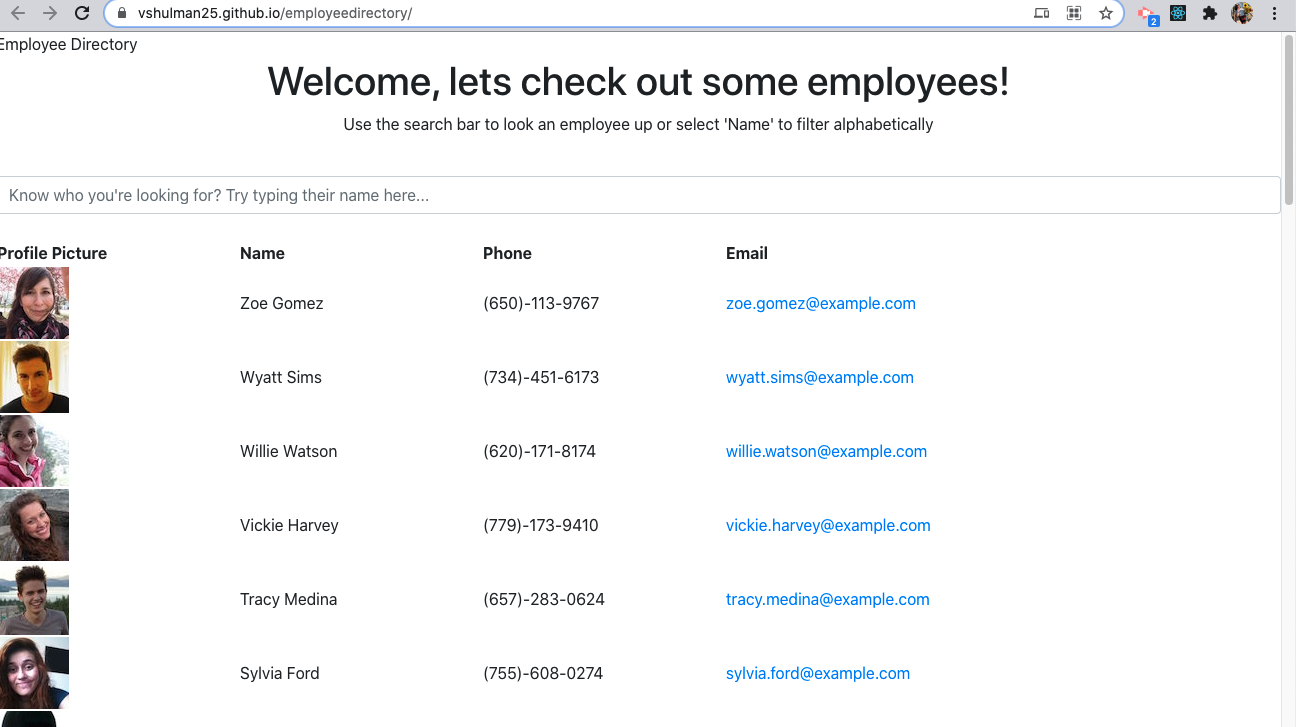 vshulman25.github.io/employeedirectory/
2
Employee Directory
Welcome, lets check out some employees!
Use the search bar to look an employee up or select 'Name' to filter alphabetically
Know who you're looking for? Try typing their name here...
Profile Picture Name Phone Email
Zoe Gomez (650)-113-9767 zoe.gomez@example.com
Wyatt Sims (734)-451-6173 wyatt.sims@example.com
Willie Watson (620)-171-8174 willie.watson@example.com
Vickie Harvey (779)-173-9410 vickie.harvey@example.com
Tracy Medina (657)-283-0624 tracy.medina@example.com
Sylvia Ford (755)-608-0274 sylvia.ford@example.com